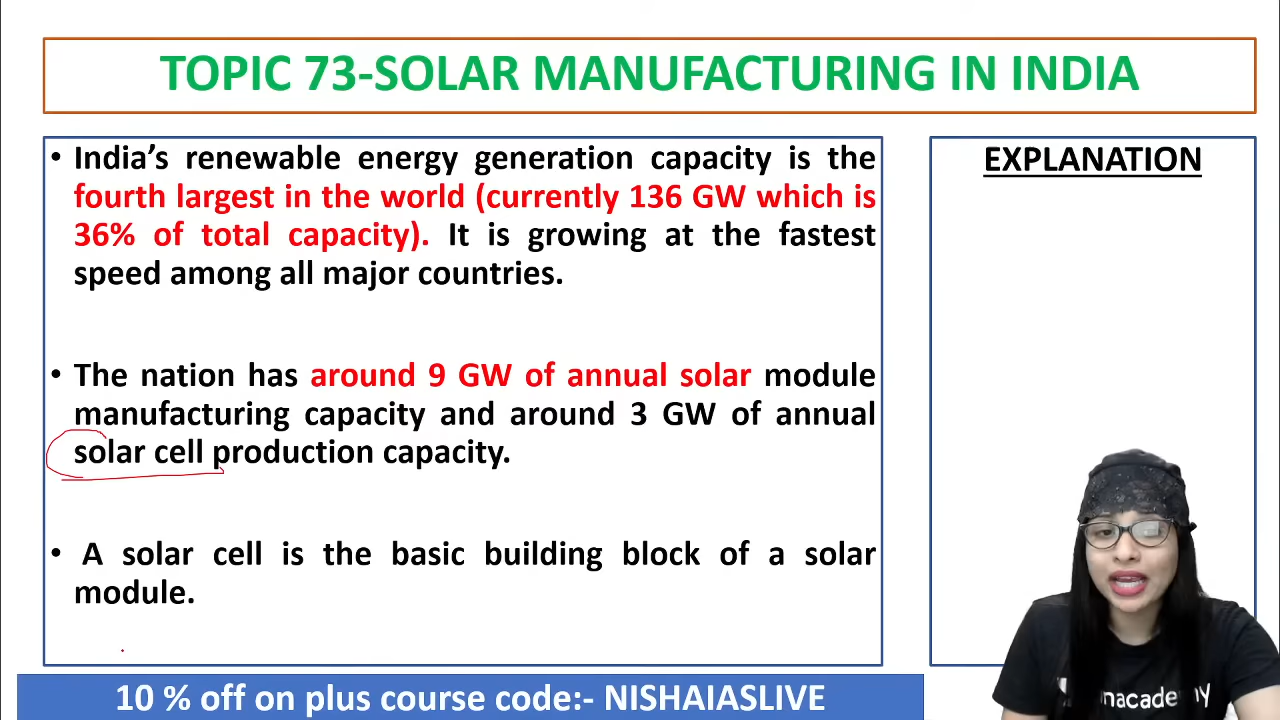 TOPIC 73-SOLAR MANUFACTURING IN INDIA
• India’s renewable energy generation capacity is the
fourth largest in the world (currently 136 GW which is
36% of total capacity). It is growing at the fastest
speed among all major countries.
• The nation has around 9 GW of annual solar module
manufacturing capacity and around 3 GW of annual
solar cell production capacity.
• A solar cell is the basic building block of a solar
module.
EXPLANATION
10 % off on plus course code:- NISHAIASLIVE